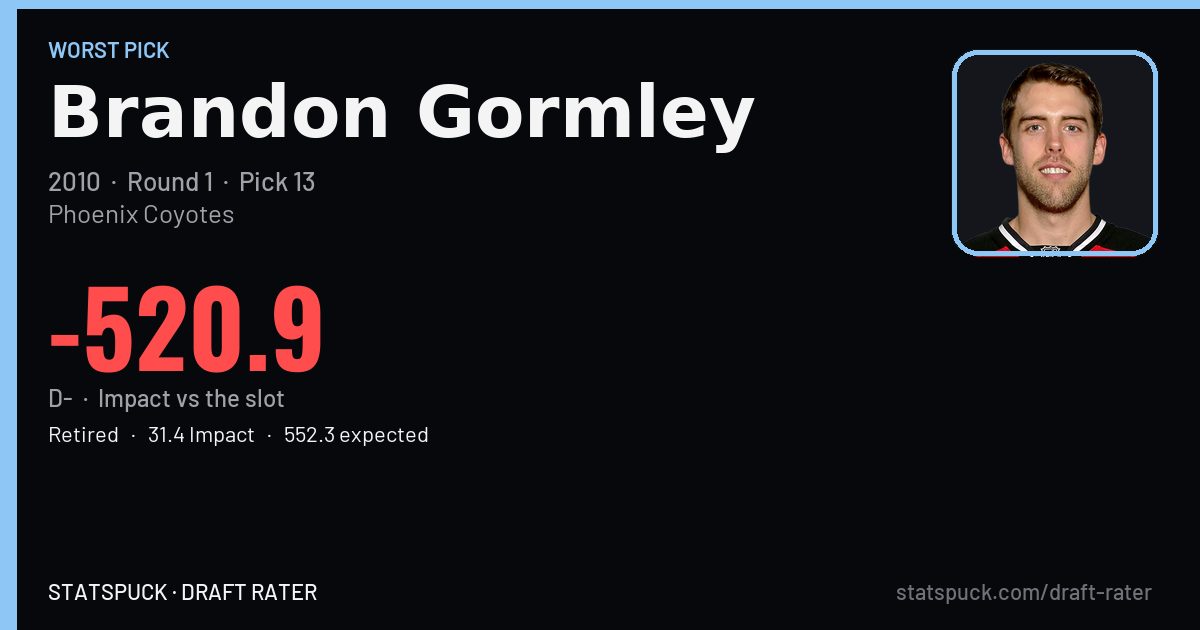 WORST PICK
Brandon Gormley
2010 · Round 1 · Pick 13
Phoenix Coyotes
-520.9
D- · Impact vs the slot
Retired · 31.4 Impact · 552.3 expected
STATSPUCK · DRAFT RATER
statspuck.com/draft-rater